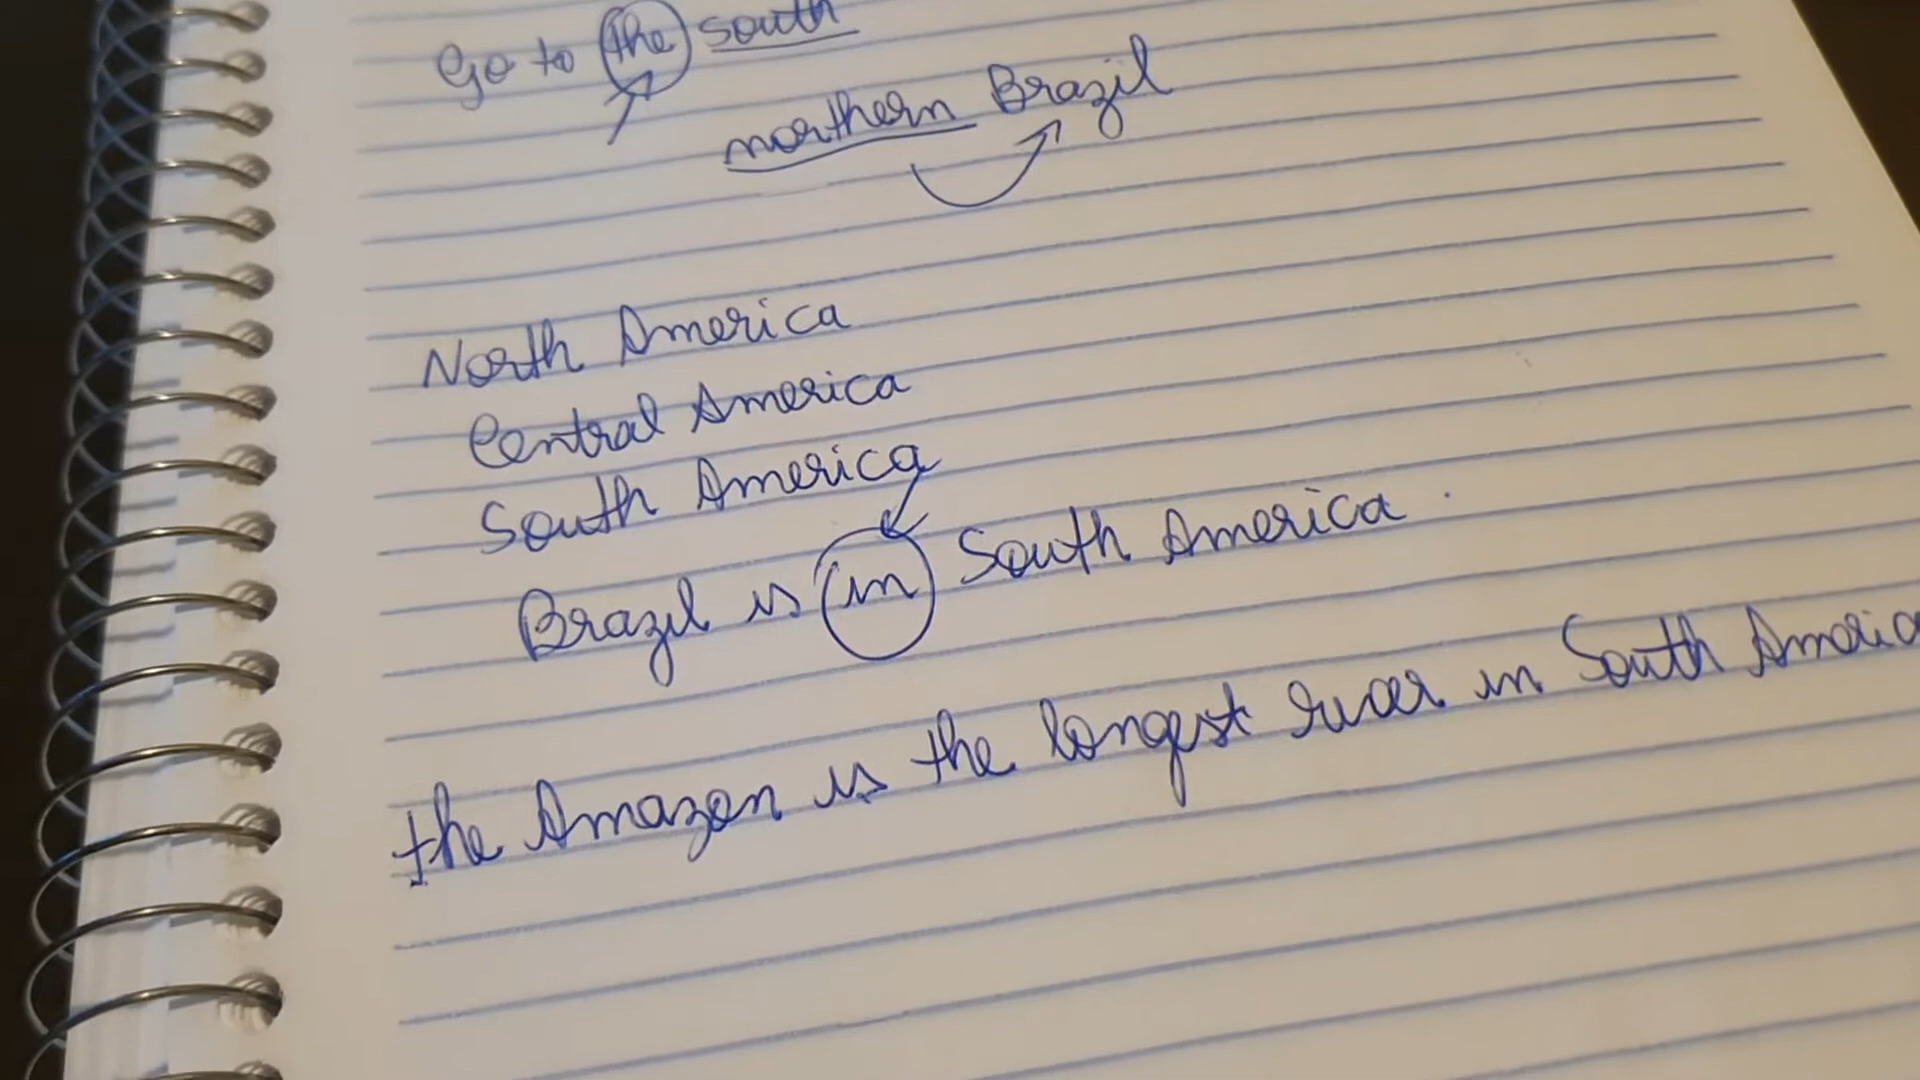 Go to the south
northern Brazil
North America
Central America
South America
Brazil is in South America.
the Amazon is the longest river in South America